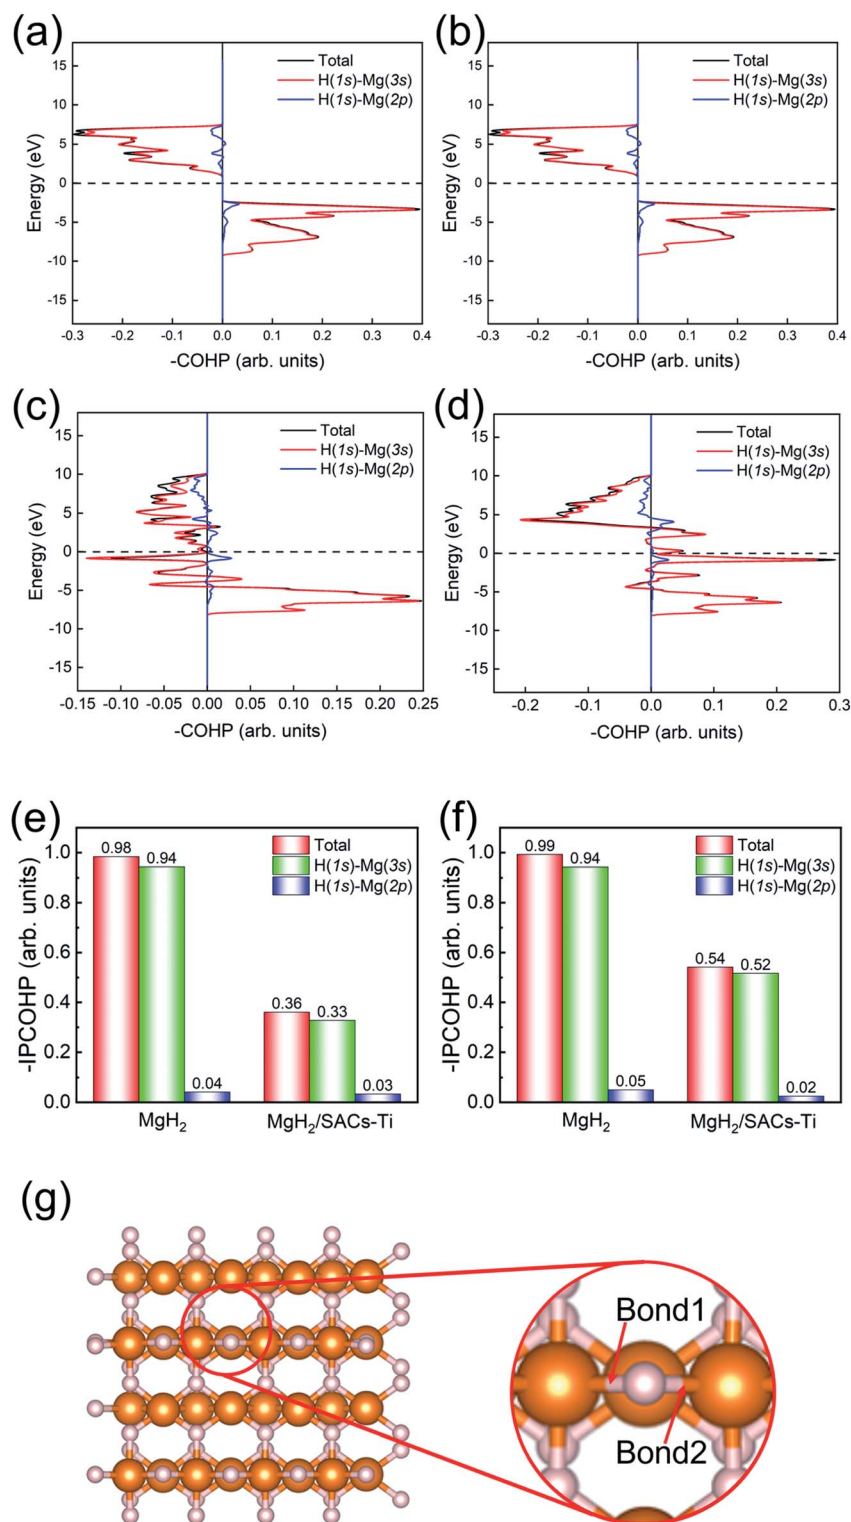 (a)
Total
H(1s)-Mg(3s)
H(1s)-Mg(2p)
15
10
5
0
-5
-10
-15
Energy (eV)
-0.3 -0.2 -0.1 0.0 0.1 0.2 0.3 0.4
-COHP (arb. units)
(b)
Total
H(1s)-Mg(3s)
H(1s)-Mg(2p)
15
10
5
0
-5
-10
-15
Energy (eV)
-0.3 -0.2 -0.1 0.0 0.1 0.2 0.3 0.4
-COHP (arb. units)
(c)
Total
H(1s)-Mg(3s)
H(1s)-Mg(2p)
15
10
5
0
-5
-10
-15
Energy (eV)
-0.15 -0.10 -0.05 0.00 0.05 0.10 0.15 0.20 0.25
-COHP (arb. units)
(d)
Total
H(1s)-Mg(3s)
H(1s)-Mg(2p)
15
10
5
0
-5
-10
-15
Energy (eV)
-0.2 -0.1 0.0 0.1 0.2 0.3
-COHP (arb. units)
(e)
Total
H(1s)-Mg(3s)
H(1s)-Mg(2p)
1.0
0.8
0.6
0.4
0.2
0.0
-IPCOHP (arb. units)
0.98
0.94
0.04
0.36
0.33
0.03
MgH₂ MgH₂/SACs-Ti
(f)
Total
H(1s)-Mg(3s)
H(1s)-Mg(2p)
1.0
0.8
0.6
0.4
0.2
0.0
-IPCOHP (arb. units)
0.99
0.94
0.05
0.54
0.52
0.02
MgH₂ MgH₂/SACs-Ti
(g)
Bond1
Bond2